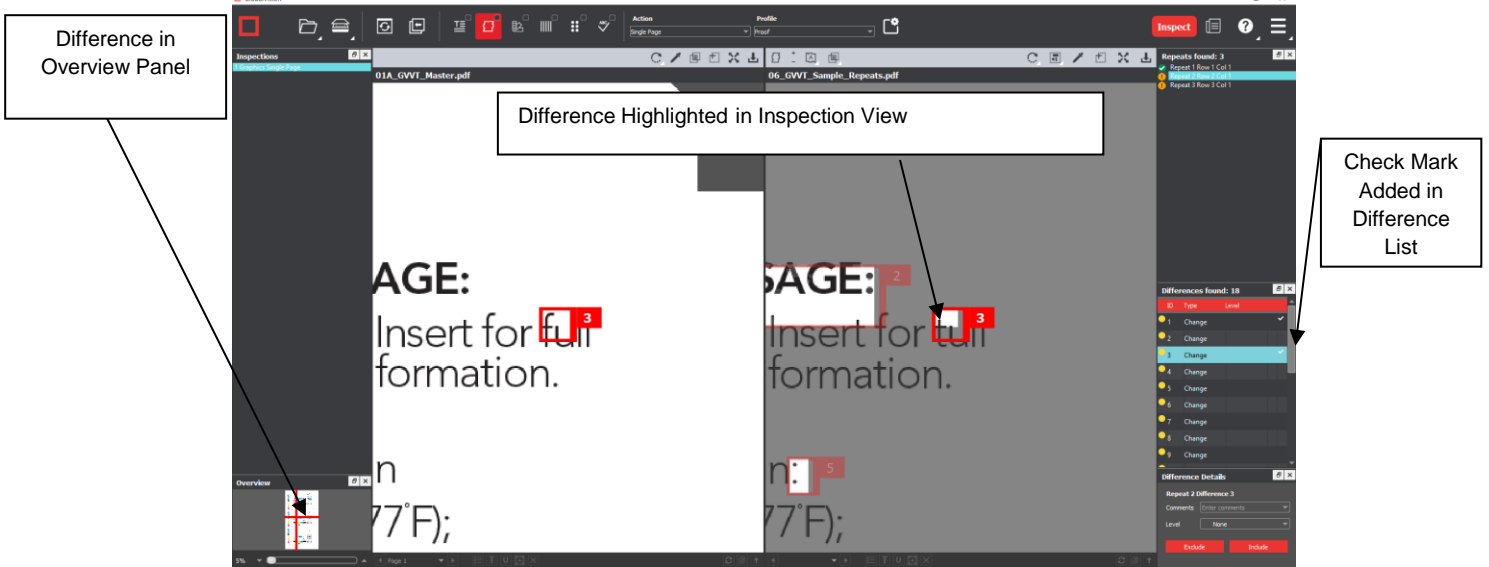 Difference in
Overview Panel
Action
Single Page
Profile
Proof
Inspect
Inspections
1 Graphics: Single Page
01A_GVVT_Master.pdf
06_GVVT_Sample_Repeats.pdf
Repeats found: 3
Repeat 1 Row 1 Col 1
Repeat 2 Row 2 Col 1
Repeat 3 Row 3 Col 1
Difference Highlighted in Inspection View
Check Mark
Added in
Difference
List
AGE:
3
Insert for full
formation.
n
77°F);
SAGE:
2
3
Insert for tull
formation.
n:
5
77°F);
Differences found: 18
ID Type Level
1 Change
2 Change
3 Change
4 Change
5 Change
6 Change
7 Change
8 Change
9 Change
Overview
Difference Details
Repeat 2 Difference 3
Comments Enter comments
Level None
Exclude Include
5%
Page 1